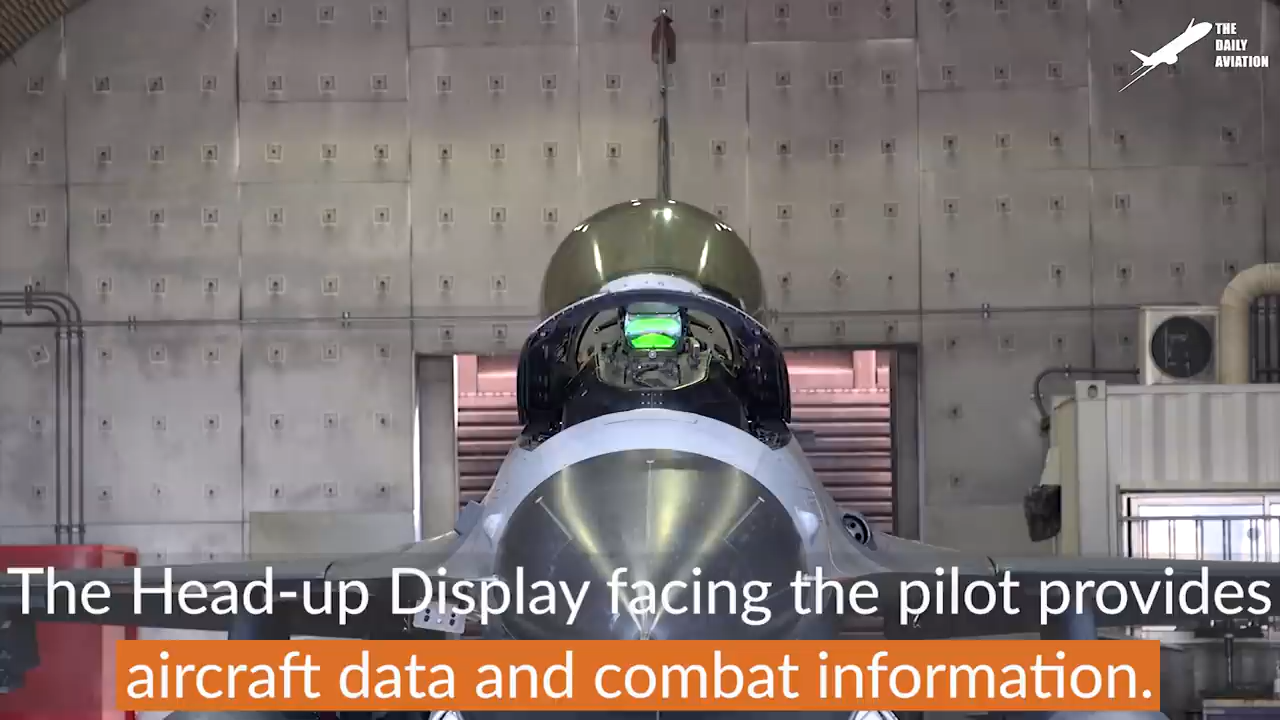 THE
DAILY
AVIATION
The Head-up Display facing the pilot provides
aircraft data and combat information.